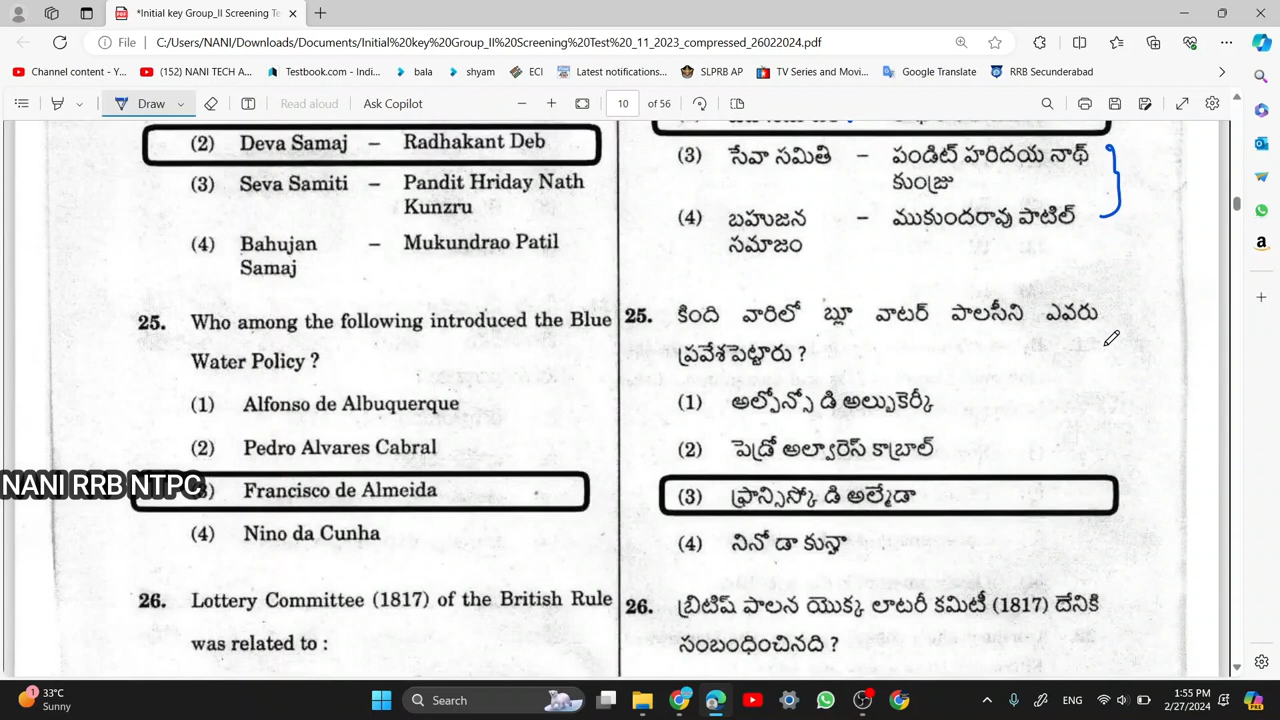 *Initial key Group_II Screening Te
File
C:/Users/NANI/Downloads/Documents/Initial%20key%20Group_II%20Screening%20Test%20_11_2023_compressed_26022024.pdf
Channel content - Y...
(152) NANI TECH A...
Testbook.com - Indi...
bala
shyam
ECI
Latest notifications...
SLPRB AP
TV Series and Movi...
Google Translate
RRB Secunderabad
Draw
Read aloud
Ask Copilot
10 of 56
(2) Deva Samaj – Radhakant Deb
(3) Seva Samiti – Pandit Hriday Nath
Kunzru
(4) Bahujan – Mukundrao Patil
Samaj
25. Who among the following introduced the Blue
Water Policy ?
(1) Alfonso de Albuquerque
(2) Pedro Alvares Cabral
Francisco de Almeida
(4) Nino da Cunha
26. Lottery Committee (1817) of the British Rule
was related to :
(3) సేవా సమితి – పండిట్ హరిదయ నాథ్
కుంజ్రు
(4) బహుజన – ముకుందరావు పాటిల్
సమాజం
25. కింది వారిలో బ్లూ వాటర్ పాలసీని ఎవరు
ప్రవేశపెట్టారు ?
(1) అల్ఫోన్సో డి అల్బుకెర్కీ
(2) పెడ్రో అల్వారెస్ కాబ్రాల్
(3) ఫ్రాన్సిస్కో డి అల్మేడా
(4) నినో డా కున్హా
26. బ్రిటిష్ పాలన యొక్క లాటరీ కమిటీ (1817) దేనికి
సంబంధించినది ?
NANI RRB NTPC
1
33°C
Sunny
Search
ENG
1:55 PM
2/27/2024